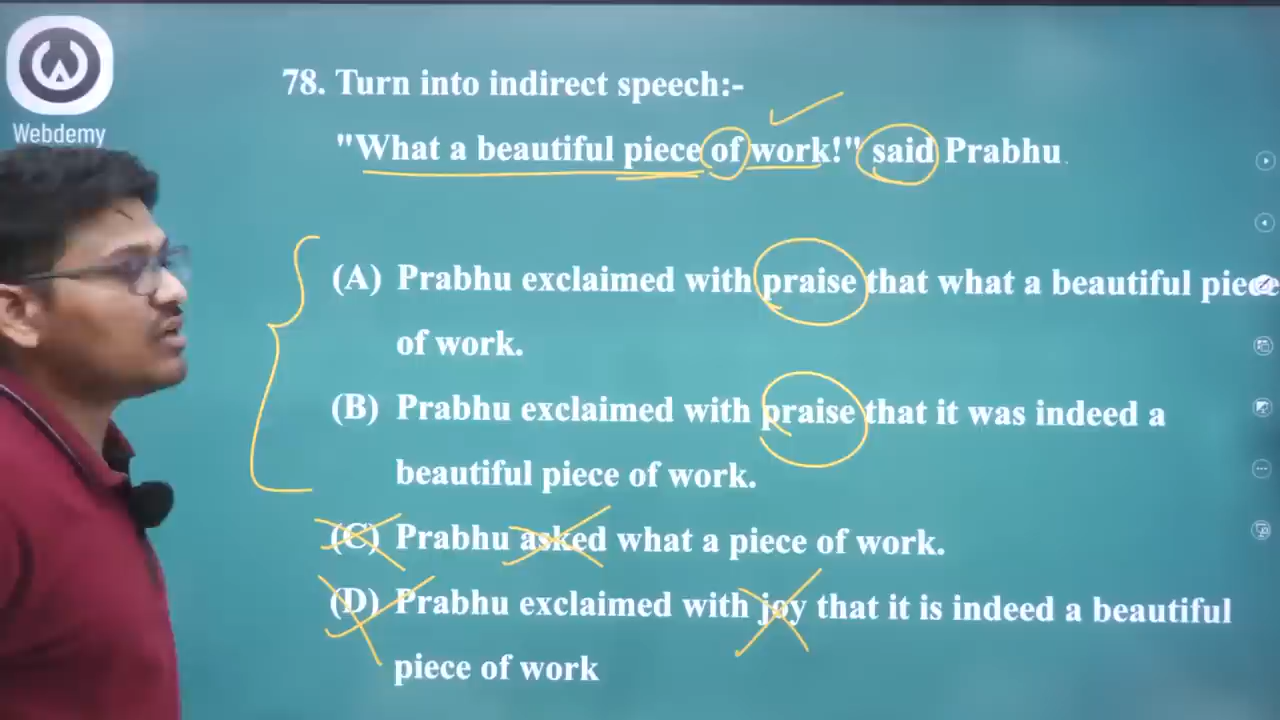 Webdemy
78. Turn into indirect speech:-
"What a beautiful piece of work!" said Prabhu.
(A) Prabhu exclaimed with praise that what a beautiful piece
of work.
(B) Prabhu exclaimed with praise that it was indeed a
beautiful piece of work.
(C) Prabhu asked what a piece of work.
(D) Prabhu exclaimed with joy that it is indeed a beautiful
piece of work